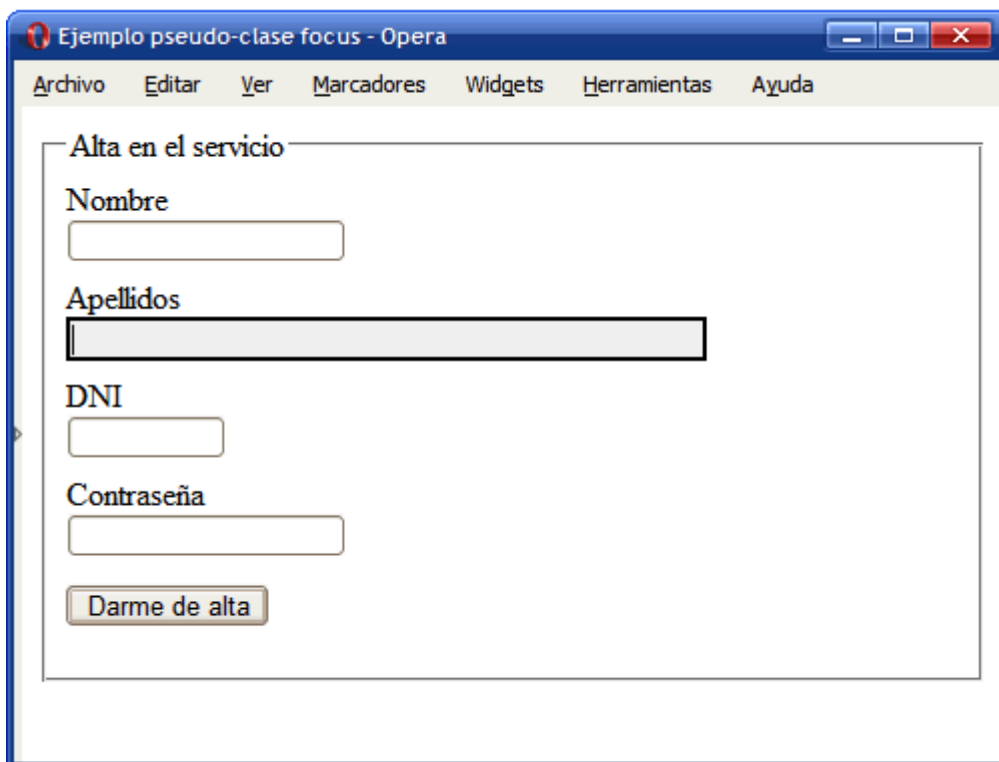 Ejemplo pseudo-clase focus - Opera
Archivo Editar Ver Marcadores Widgets Herramientas Ayuda
Alta en el servicio
Nombre
Apellidos
DNI
Contraseña
Darme de alta